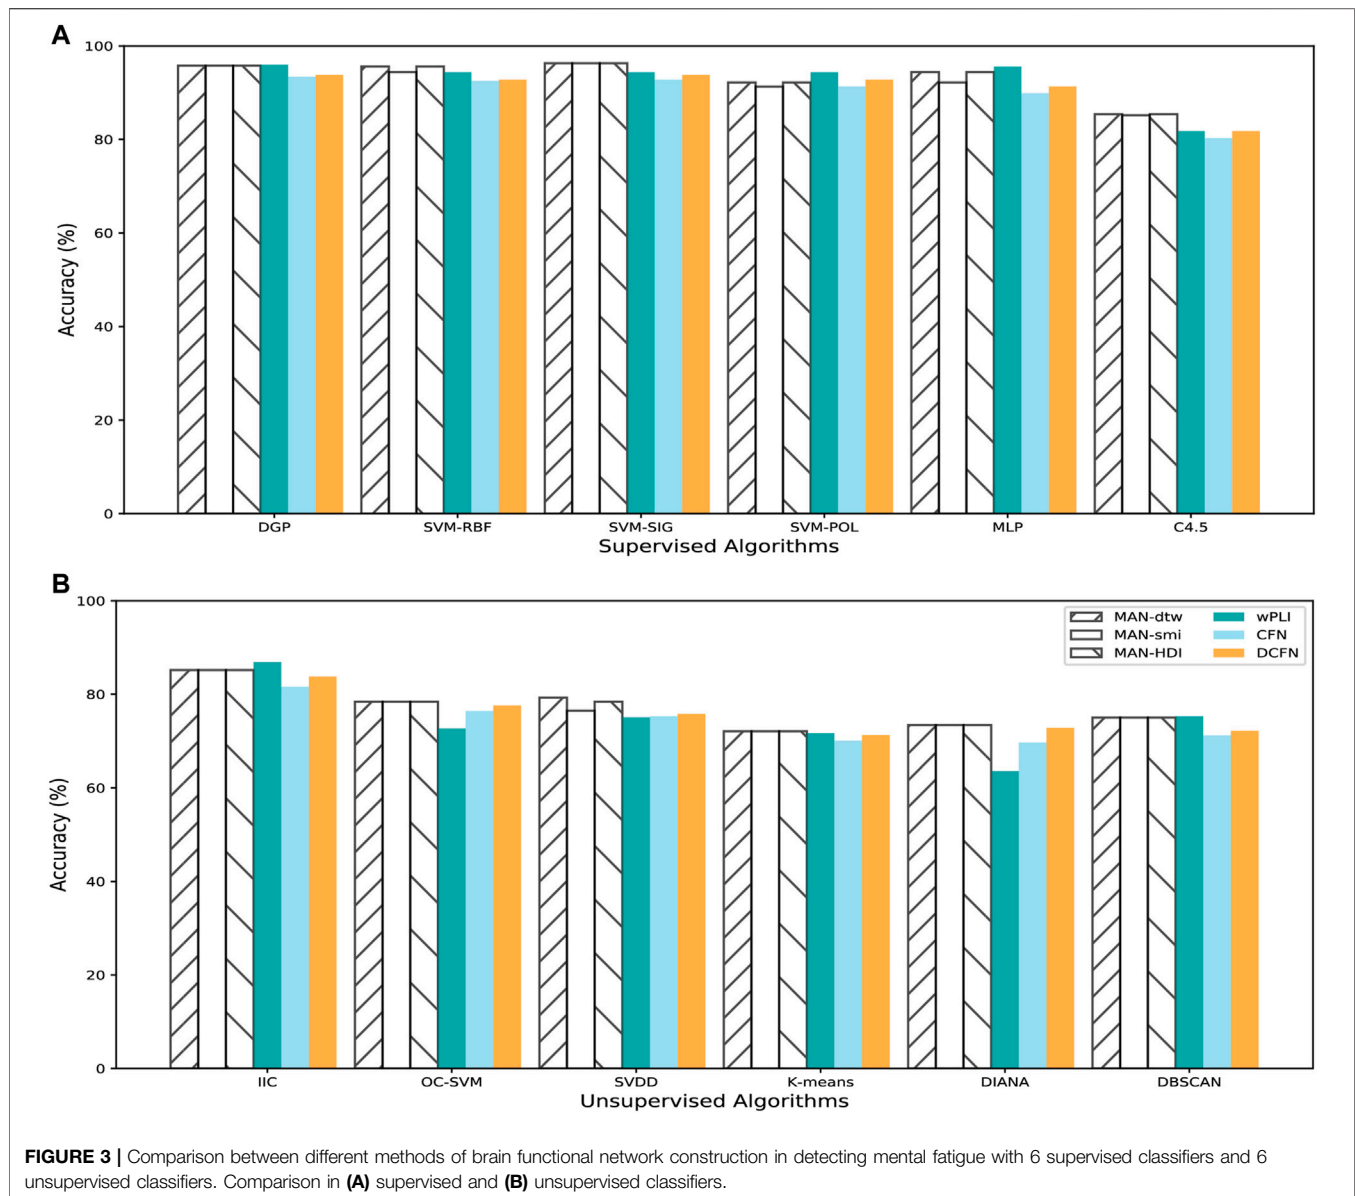 A
100
80
60
40
20
0
Accuracy (%)
DGP SVM-RBF SVM-SIG SVM-POL MLP C4.5
Supervised Algorithms
B
100
80
60
40
20
0
Accuracy (%)
MAN-dtw wPLI
MAN-smi CFN
MAN-HDI DCFN
IIC OC-SVM SVDD K-means DIANA DBSCAN
Unsupervised Algorithms
FIGURE 3 | Comparison between different methods of brain functional network construction in detecting mental fatigue with 6 supervised classifiers and 6
unsupervised classifiers. Comparison in (A) supervised and (B) unsupervised classifiers.